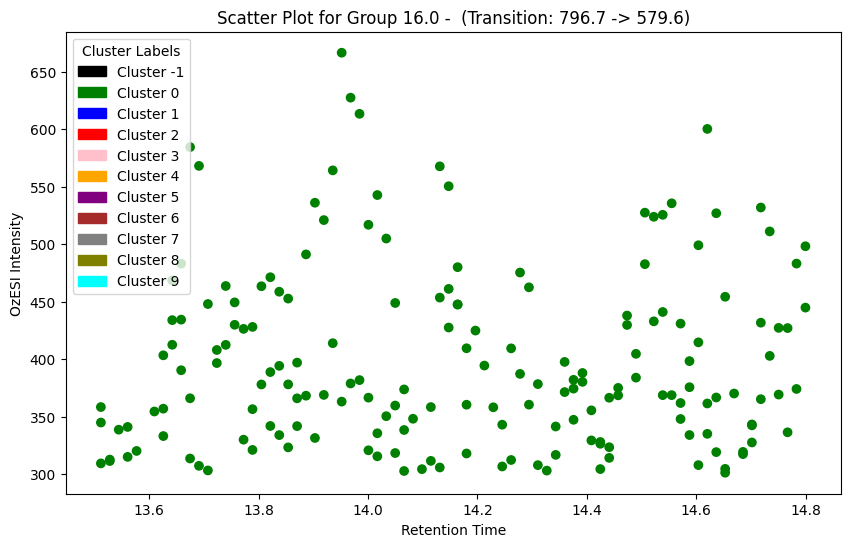 Scatter Plot for Group 16.0 -  (Transition: 796.7 -> 579.6)
Cluster Labels
Cluster -1
Cluster 0
Cluster 1
Cluster 2
Cluster 3
Cluster 4
Cluster 5
Cluster 6
Cluster 7
Cluster 8
Cluster 9
OzESI Intensity
650
600
550
500
450
400
350
300
13.6 13.8 14.0 14.2 14.4 14.6 14.8
Retention Time